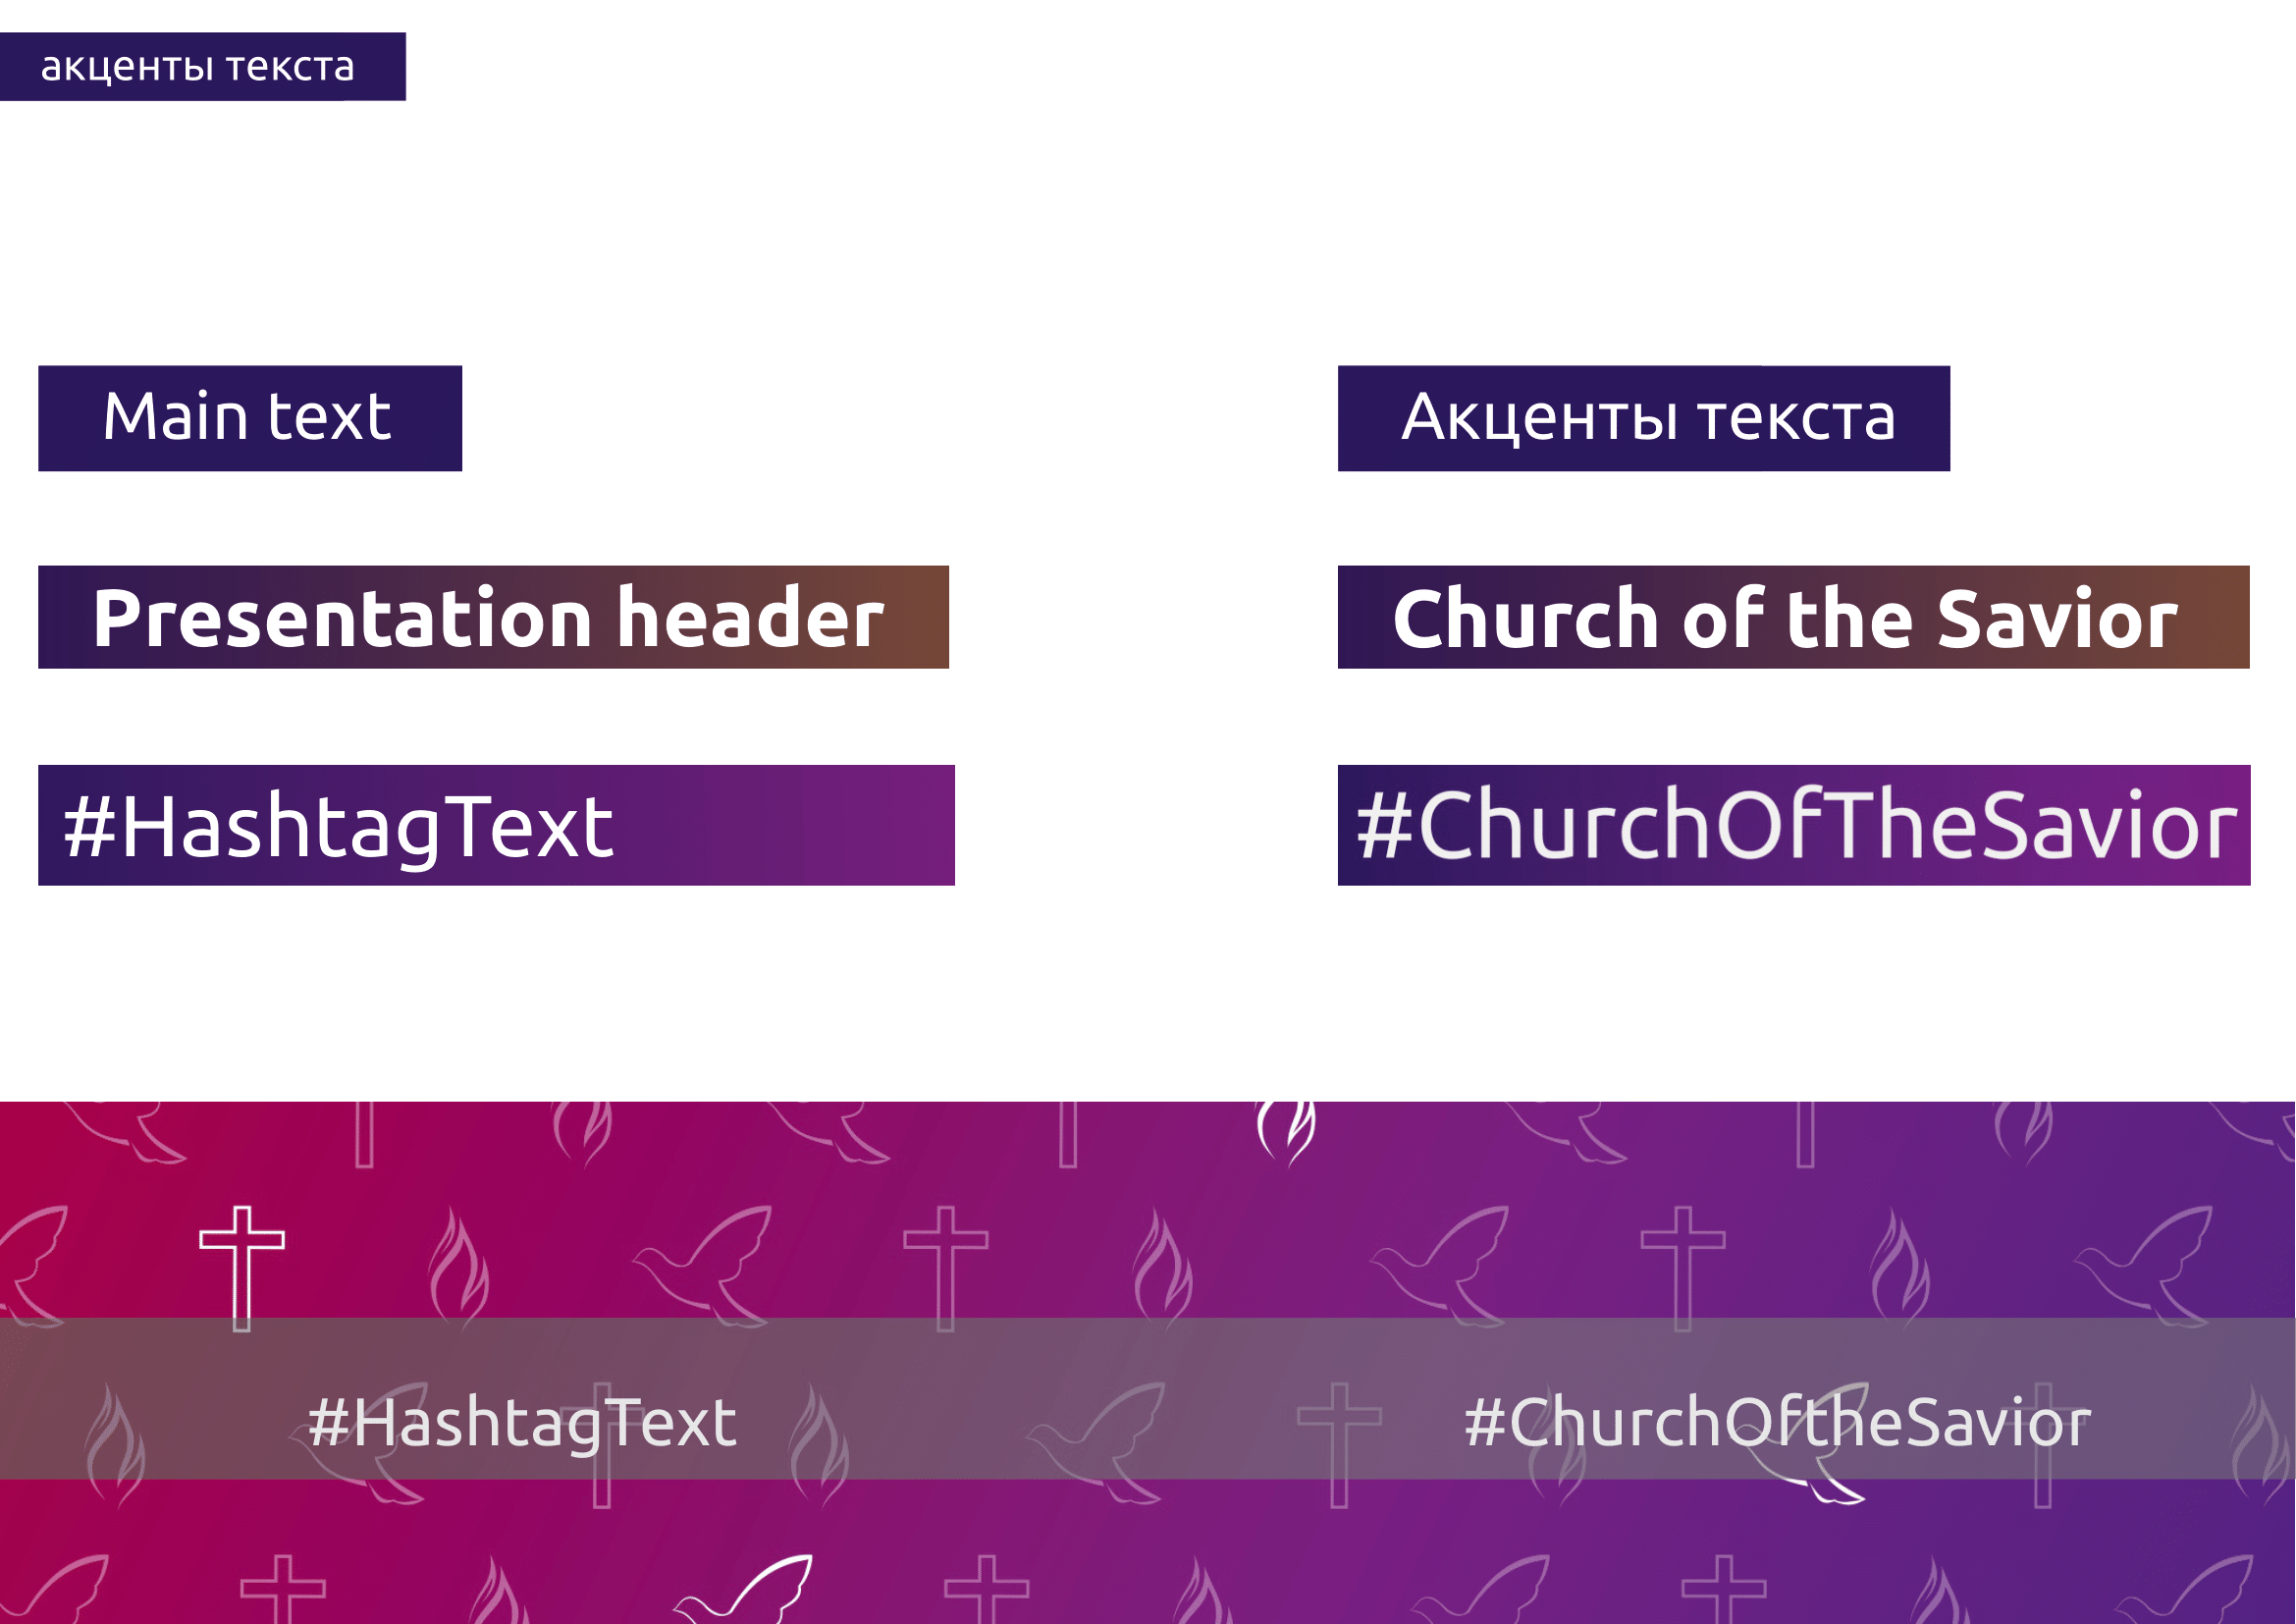 акценты текста
Main text
Акценты текста
Presentation header
Church of the Savior
#HashtagText
#ChurchOfTheSavior
#HashtagText
#ChurchOftheSavior